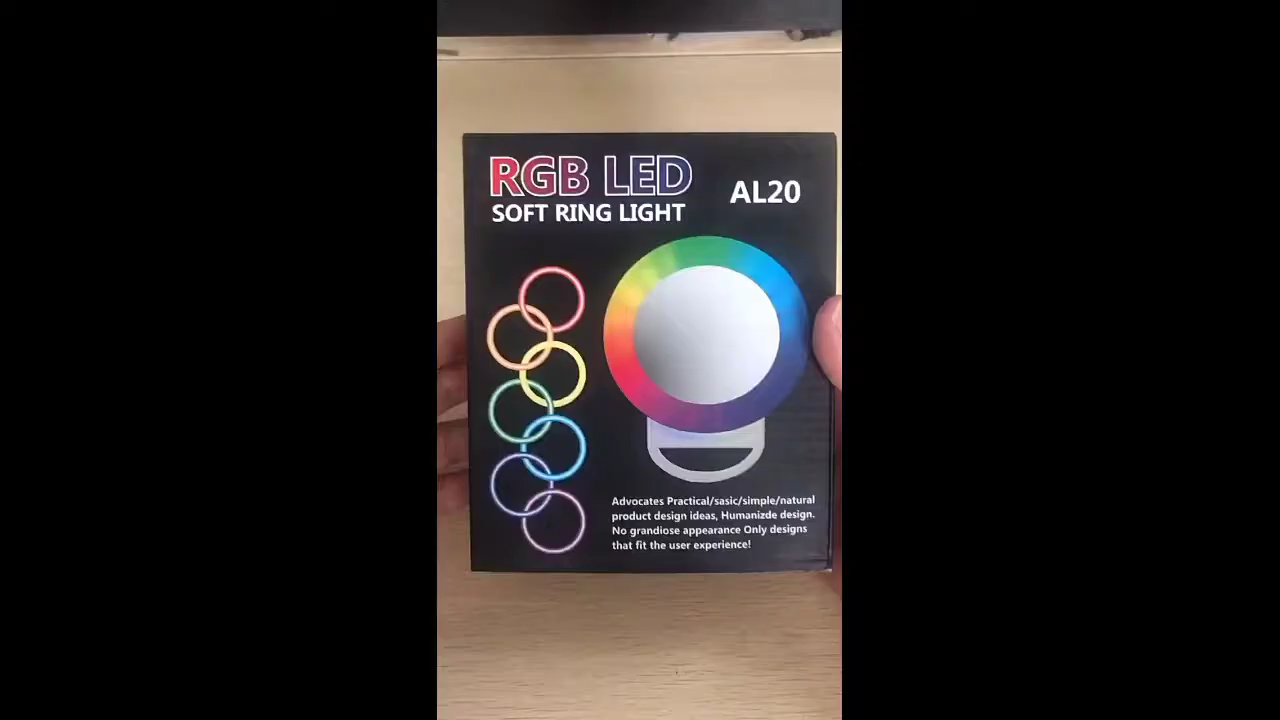 RGB LED
SOFT RING LIGHT
AL20
Advocates Practical/sasic/simple/natural
product design ideas, Humanizde design.
No grandiose appearance Only designs
that fit the user experience!